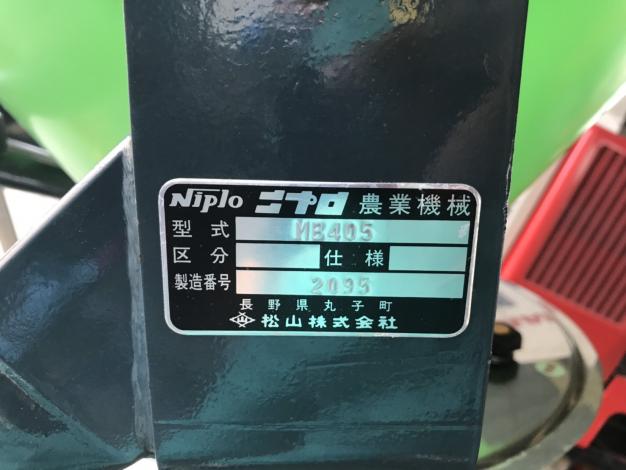 Niplo ニプロ 農業機械
型式 MB405
区分 仕様
製造番号 2095
長野県丸子町
松山株式会社